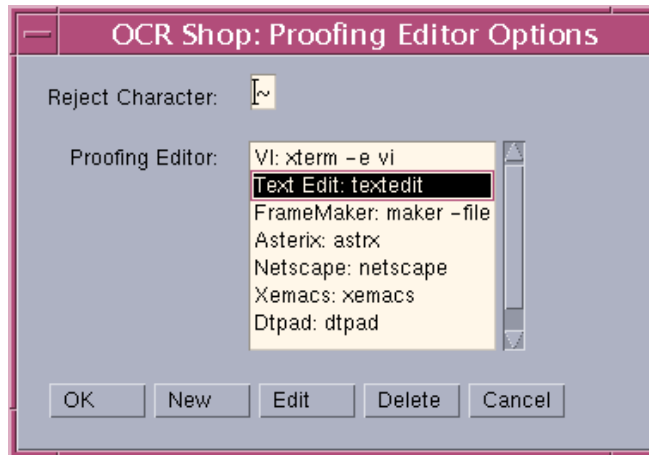 OCR Shop: Proofing Editor Options
Reject Character: ~
Proofing Editor:
VI: xterm -e vi
Text Edit: textedit
FrameMaker: maker -file
Asterix: astrx
Netscape: netscape
Xemacs: xemacs
Dtpad: dtpad
OK New Edit Delete Cancel